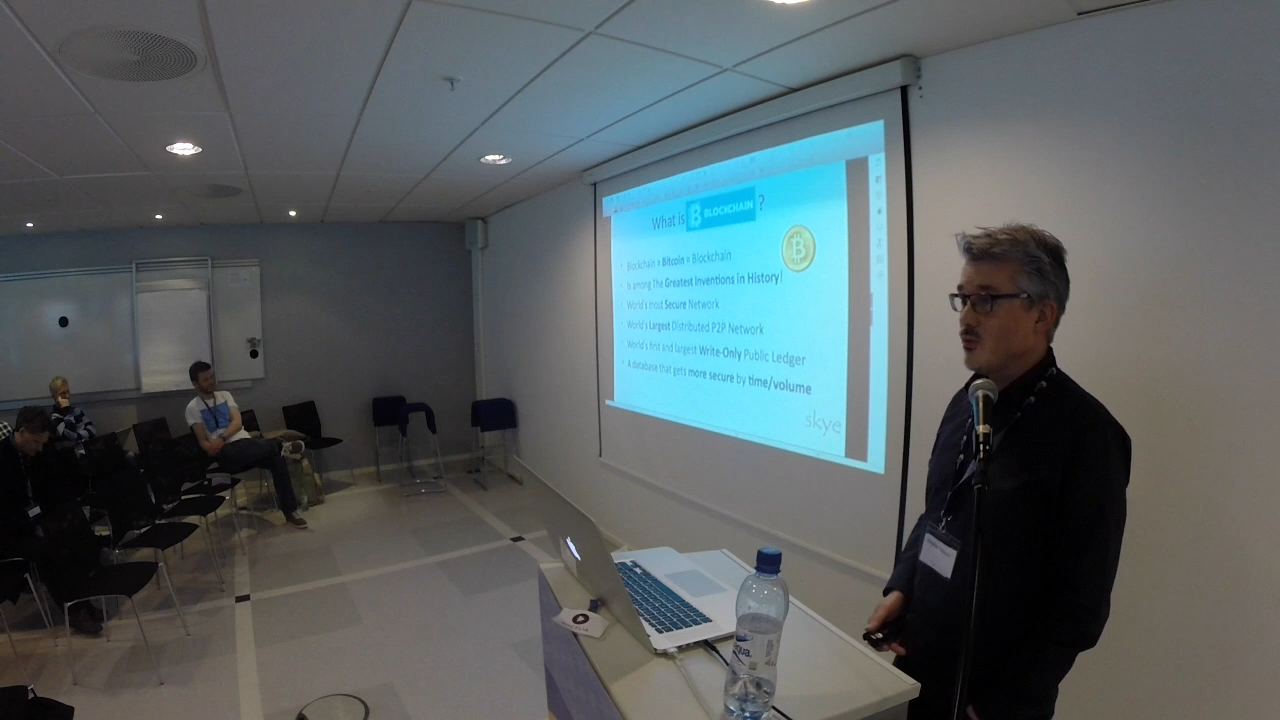 What is BLOCKCHAIN ?
• Blockchain = Bitcoin = Blockchain
• Is among The Greatest Inventions in History!
• World's most Secure Network
• World's Largest Distributed P2P Network
• World's first and largest Write-Only Public Ledger
• A database that gets more secure by time/volume
skye